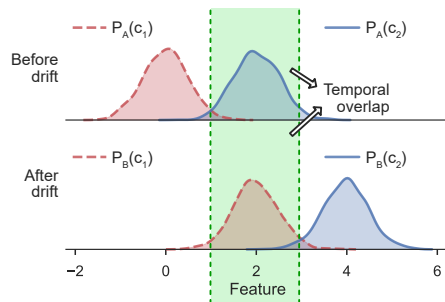 P_A(c_1)
P_A(c_2)
Before
drift
Temporal
overlap
P_B(c_1)
P_B(c_2)
After
drift
−2 0 2 4 6
Feature